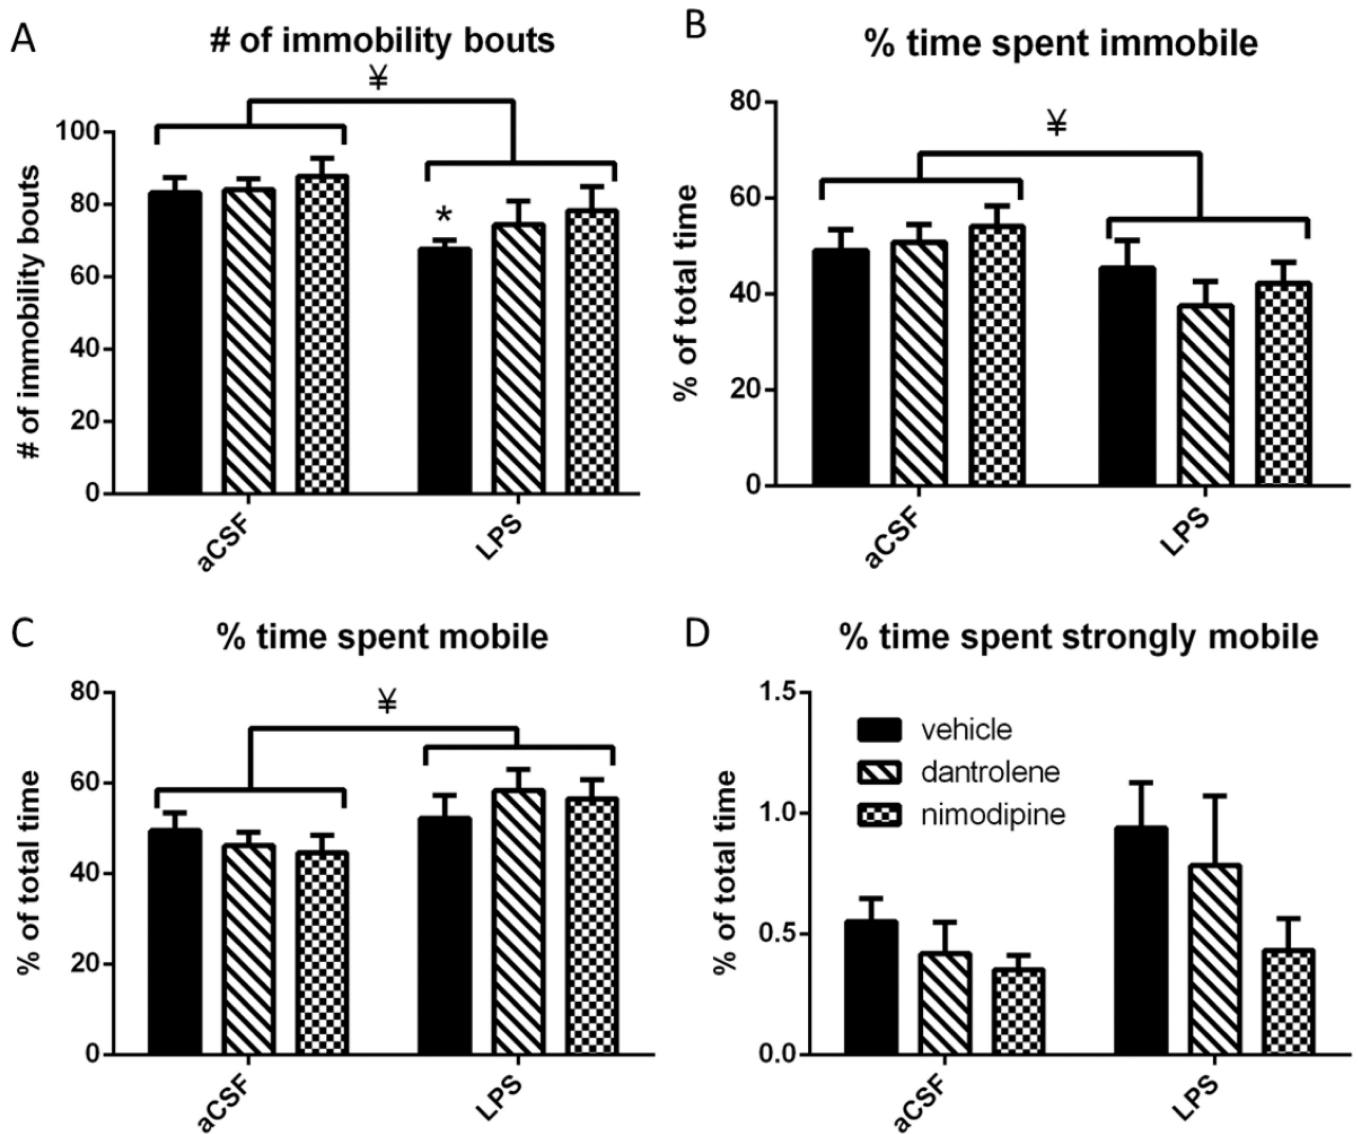 A
# of immobility bouts
¥
# of immobility bouts
100
80
60
40
20
0
*
aCSF
LPS
B
% time spent immobile
¥
% of total time
80
60
40
20
0
aCSF
LPS
C
% time spent mobile
¥
% of total time
80
60
40
20
0
aCSF
LPS
D
% time spent strongly mobile
% of total time
1.5
1.0
0.5
0.0
vehicle
dantrolene
nimodipine
aCSF
LPS